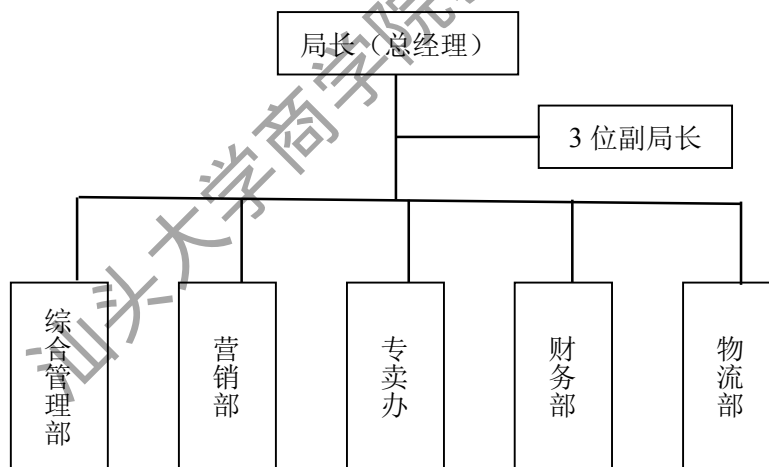 局长（总经理）
3 位副局长
综合管理部
营销部
专卖办
财务部
物流部
汕头大学商学院